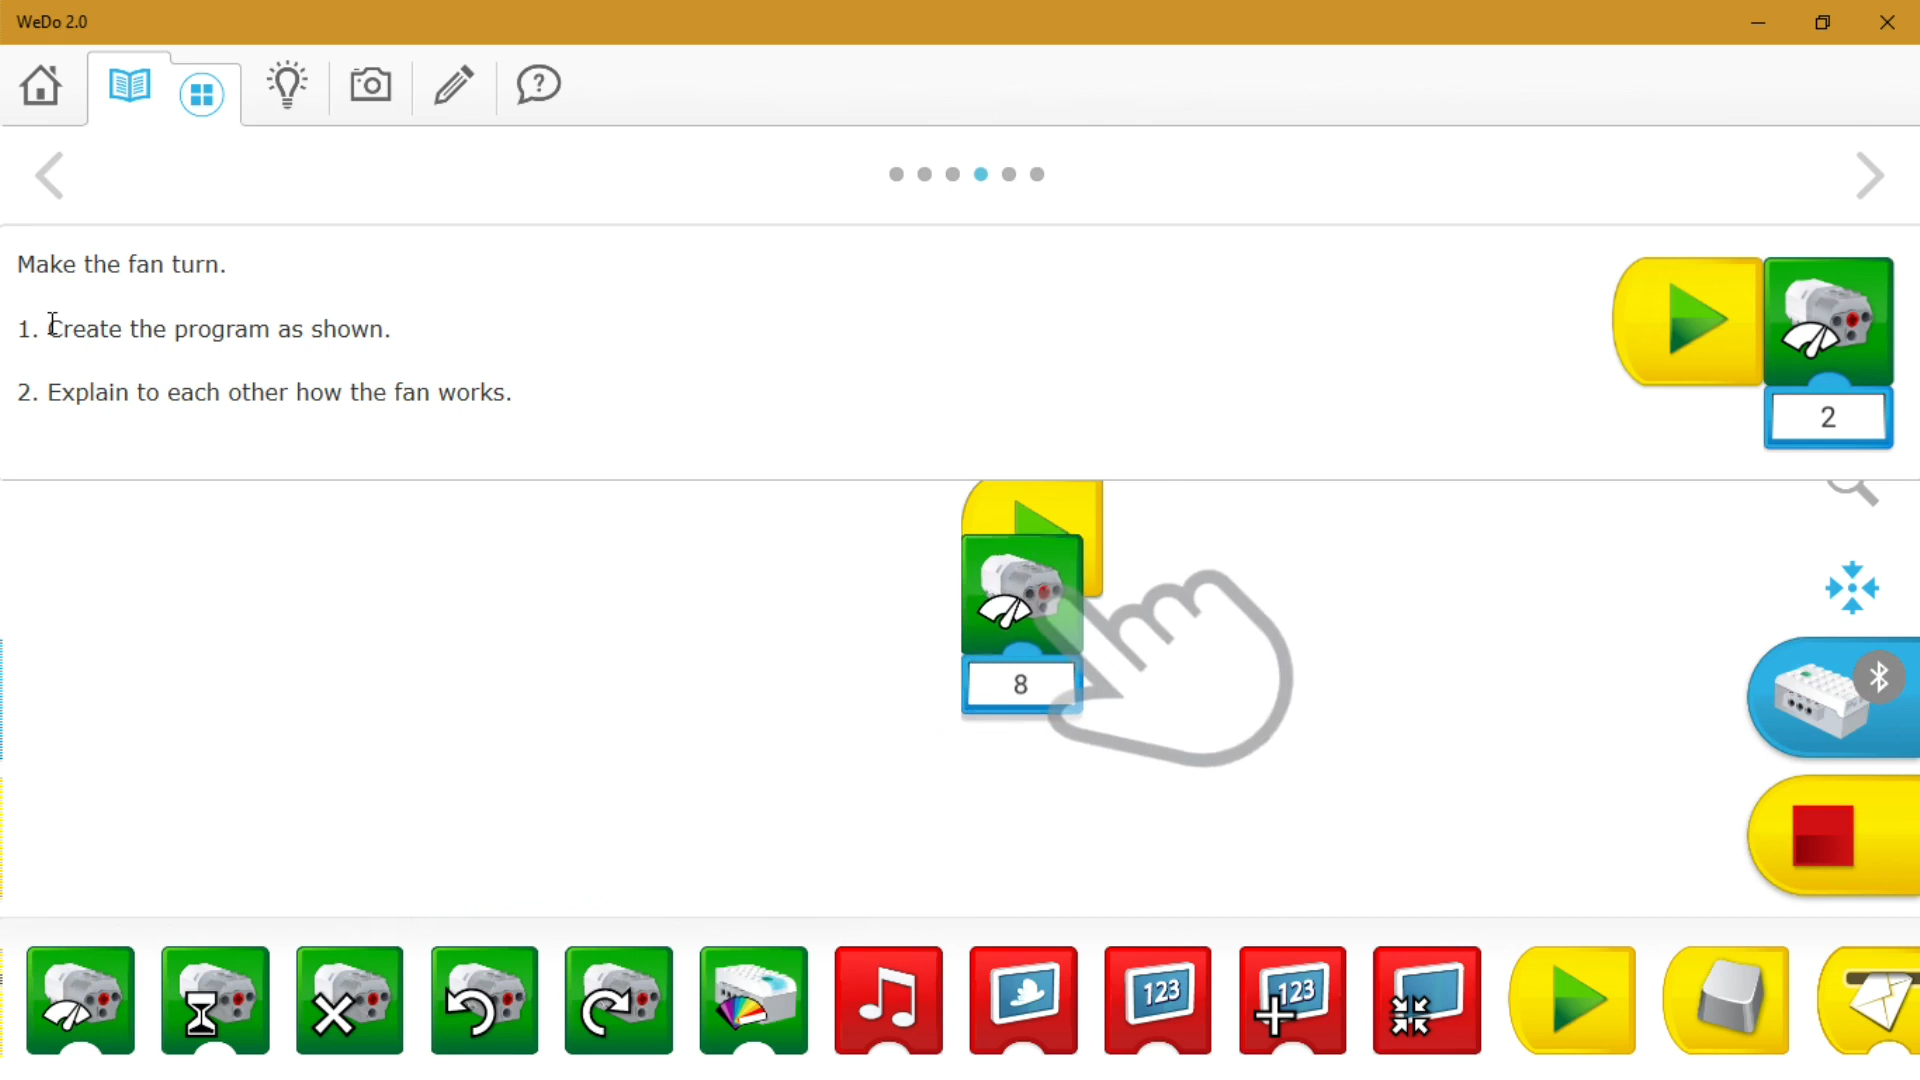 WeDo 2.0
Make the fan turn.
1. Create the program as shown.
2. Explain to each other how the fan works.
2
8
123
123